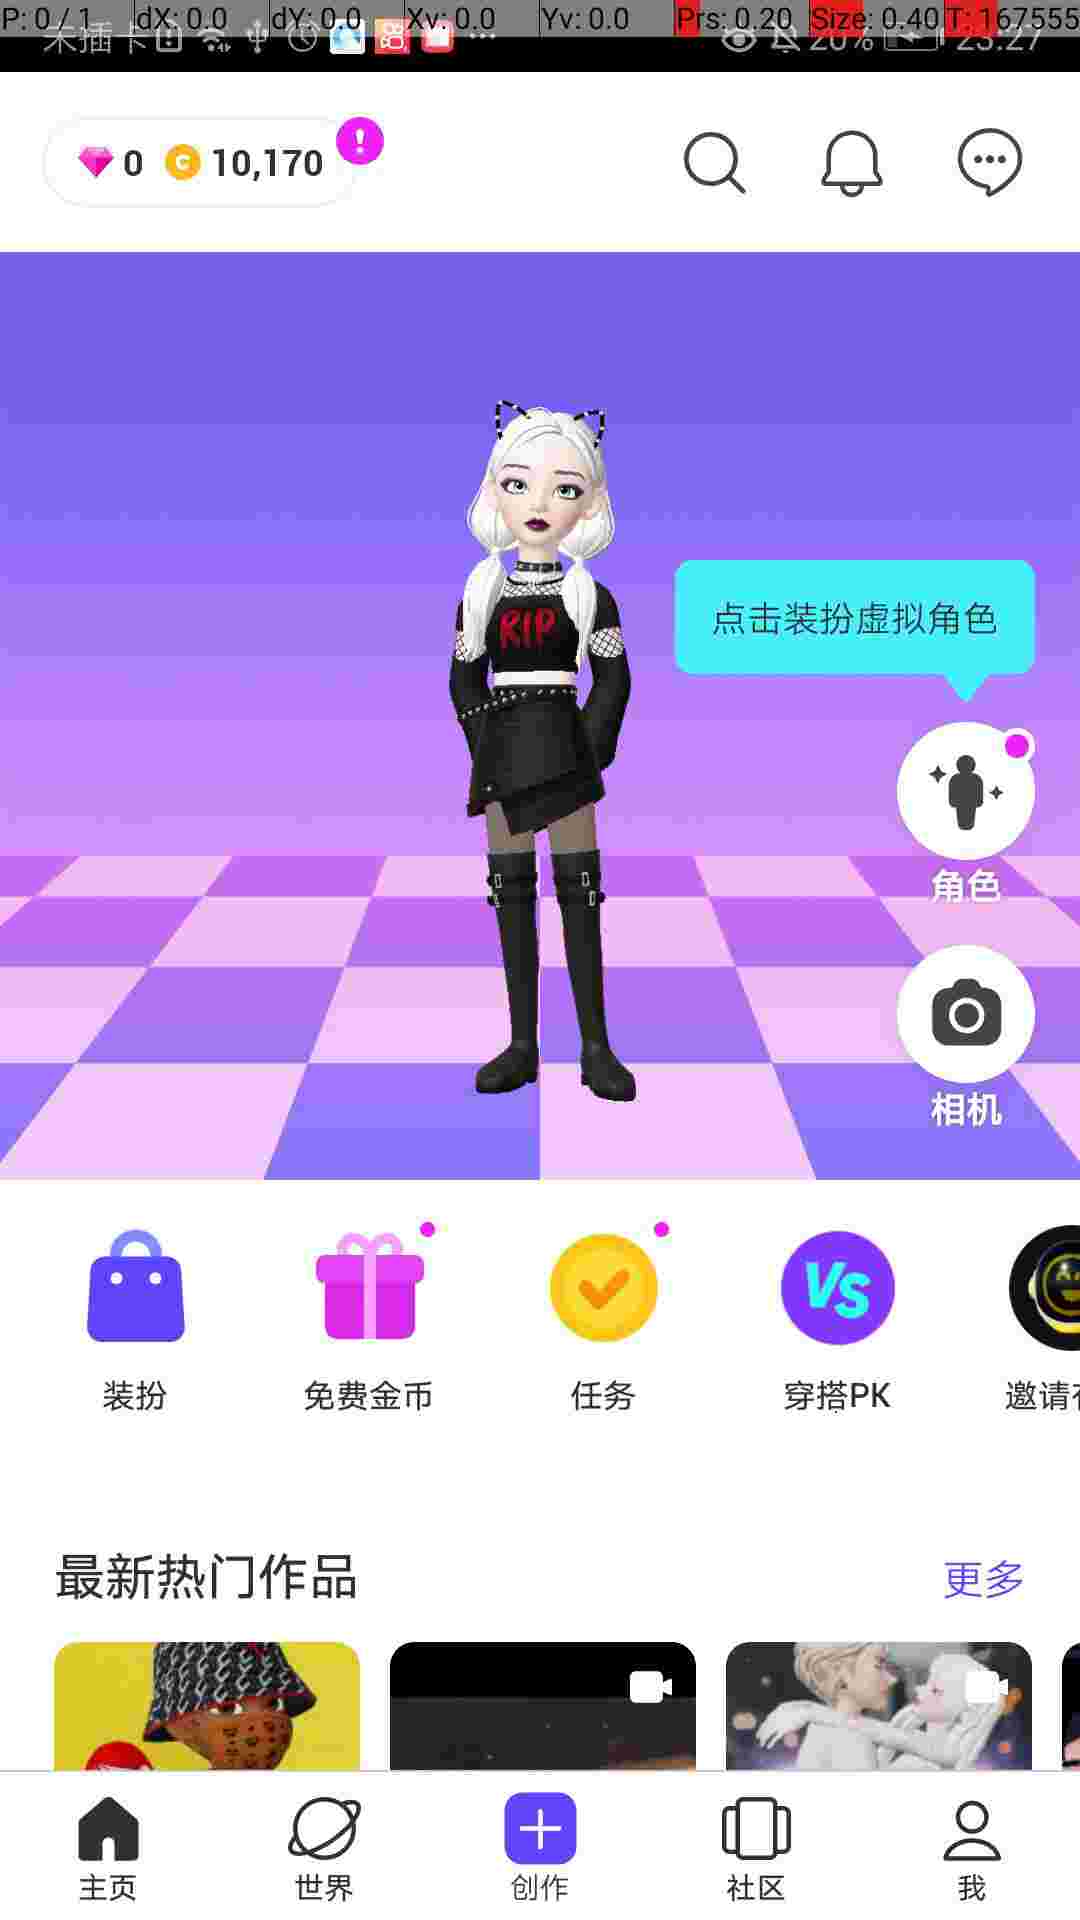 P: 0 / 1 dX: 0.0 dY: 0.0 Xv: 0.0 Yv: 0.0 Prs: 0.20 Size: 0.40 T: 167555
未插卡 20% 23:27
0 C 10,170 !
RIP
点击装扮虚拟角色
角色
相机
VS
装扮 免费金币 任务 穿搭PK 邀请
最新热门作品 更多
主页 世界 创作 社区 我